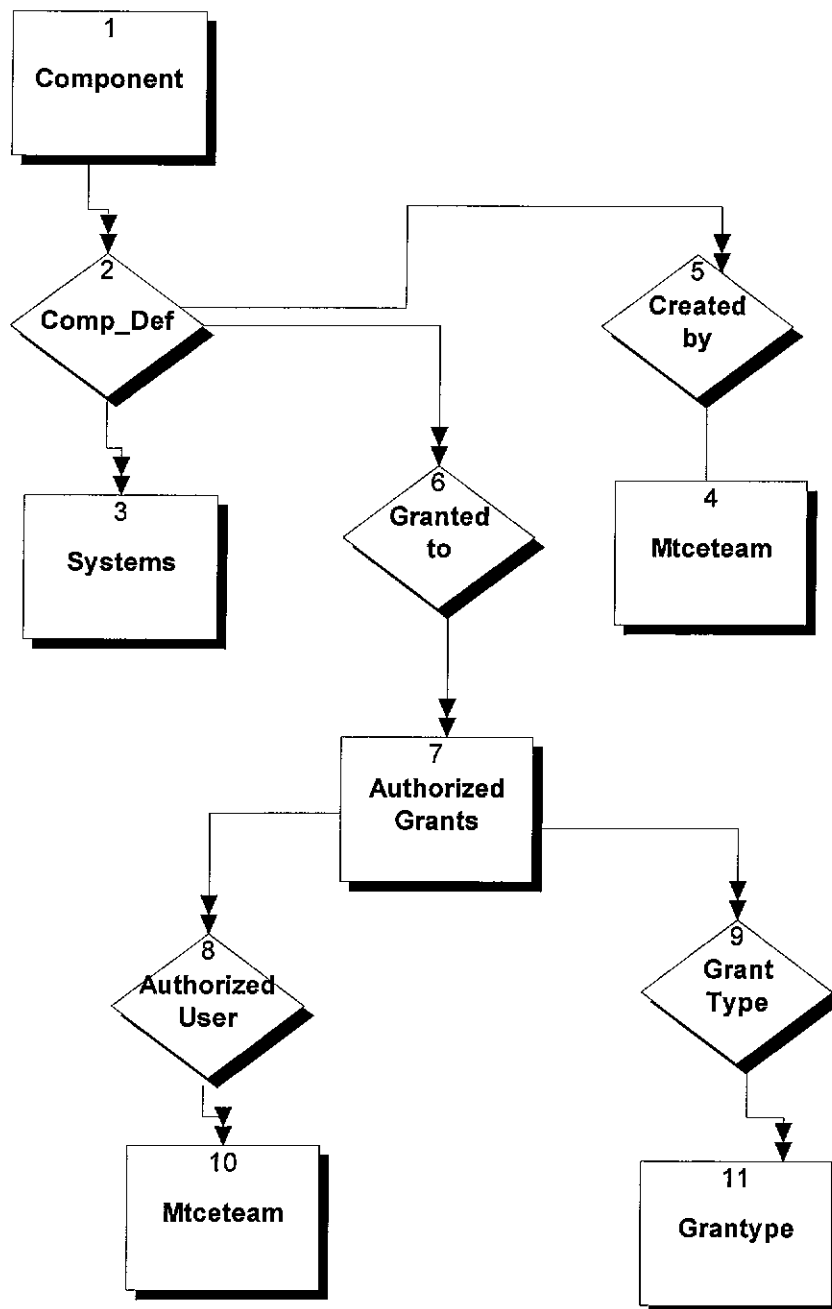 1
Component
2
Comp_Def
5
Created
by
3
Systems
6
Granted
to
4
Mtceteam
7
Authorized
Grants
8
Authorized
User
9
Grant
Type
10
Mtceteam
11
Grantype